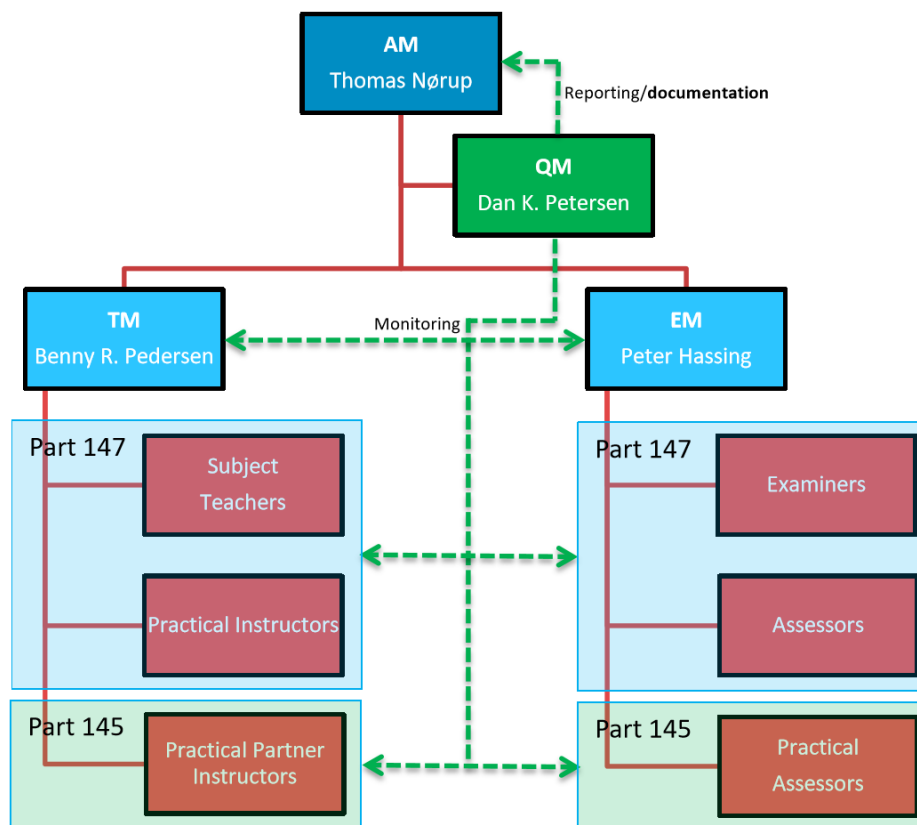 AM
Thomas Nørup
Reporting/documentation
QM
Dan K. Petersen
TM
Benny R. Pedersen
Monitoring
EM
Peter Hassing
Part 147
Subject
Teachers
Practical Instructors
Part 145
Practical Partner
Instructors
Part 147
Examiners
Assessors
Part 145
Practical
Assessors